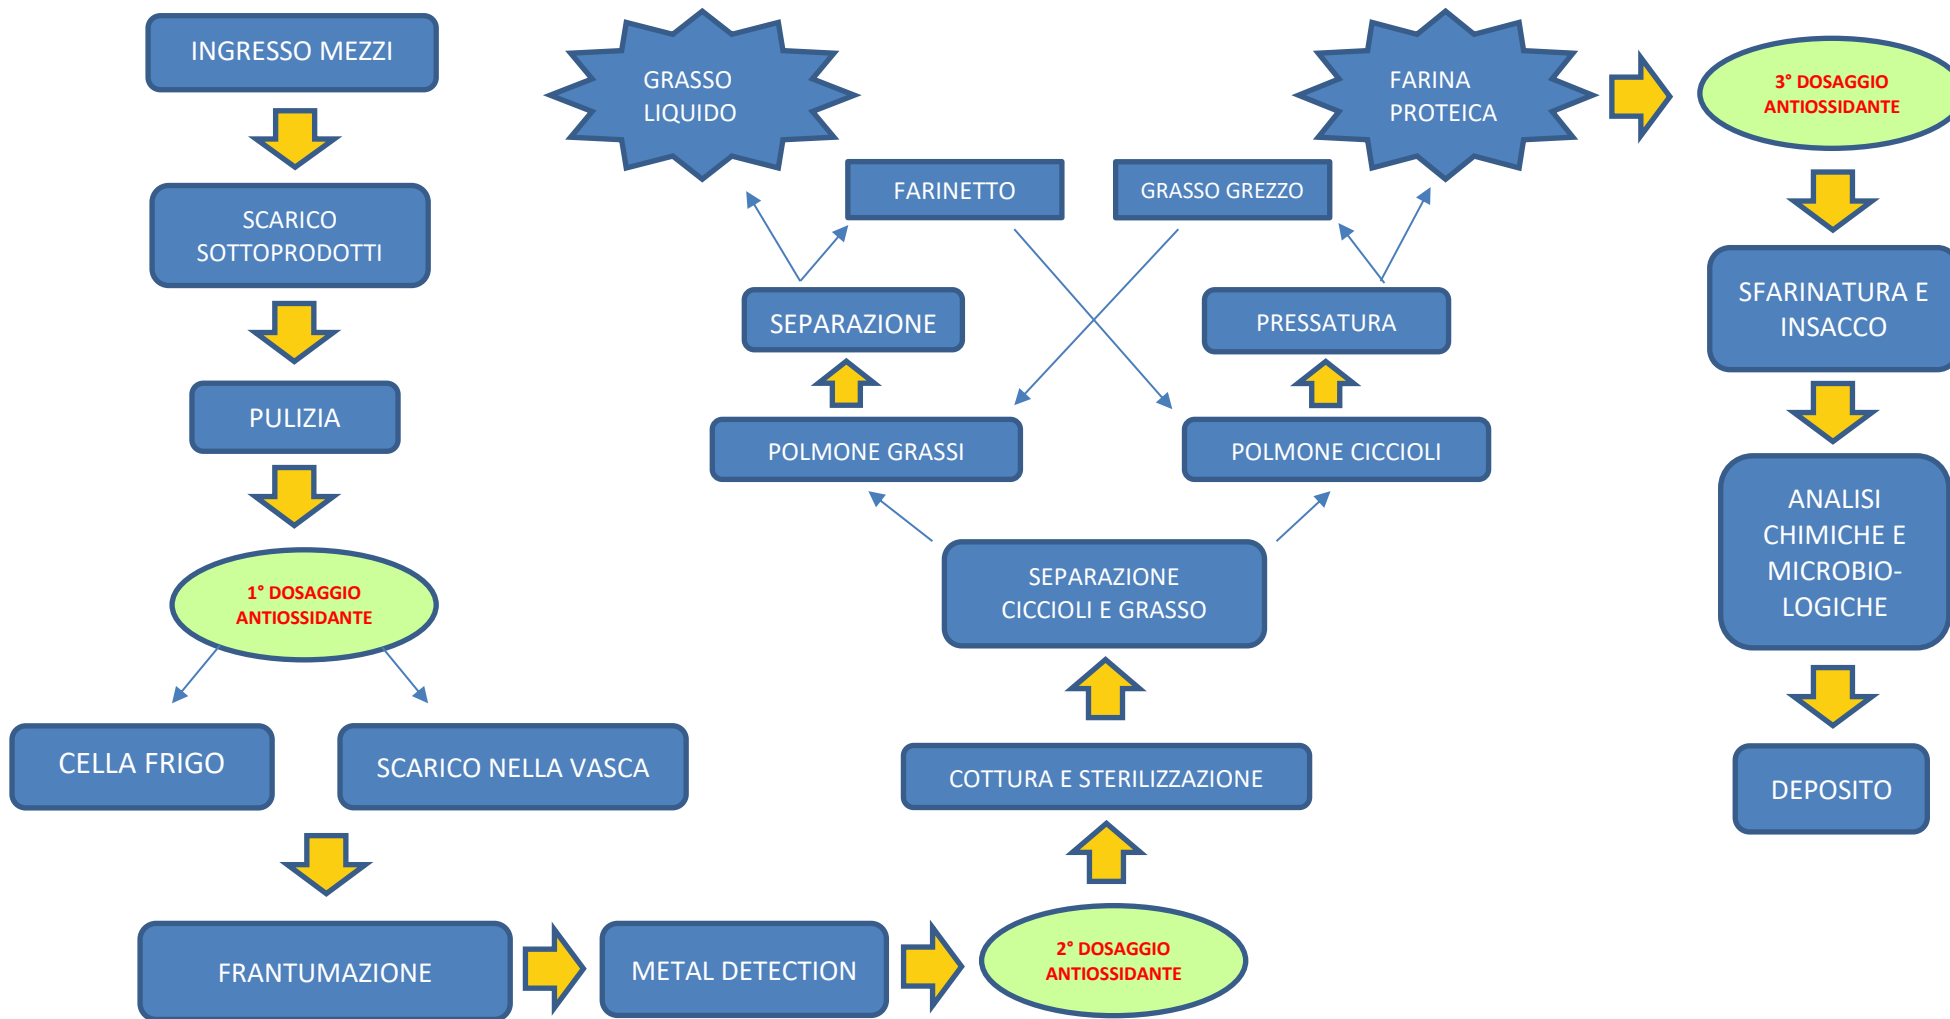 INGRESSO MEZZI
SCARICO
SOTTOPRODOTTI
PULIZIA
1° DOSAGGIO
ANTIOSSIDANTE
CELLA FRIGO
SCARICO NELLA VASCA
FRANTUMAZIONE
METAL DETECTION
2° DOSAGGIO
ANTIOSSIDANTE
COTTURA E STERILIZZAZIONE
SEPARAZIONE
CICCIOLI E GRASSO
POLMONE GRASSI
POLMONE CICCIOLI
SEPARAZIONE
PRESSATURA
FARINETTO
GRASSO GREZZO
GRASSO
LIQUIDO
FARINA
PROTEICA
3° DOSAGGIO
ANTIOSSIDANTE
SFARINATURA E
INSACCO
ANALISI
CHIMICHE E
MICROBIO-
LOGICHE
DEPOSITO